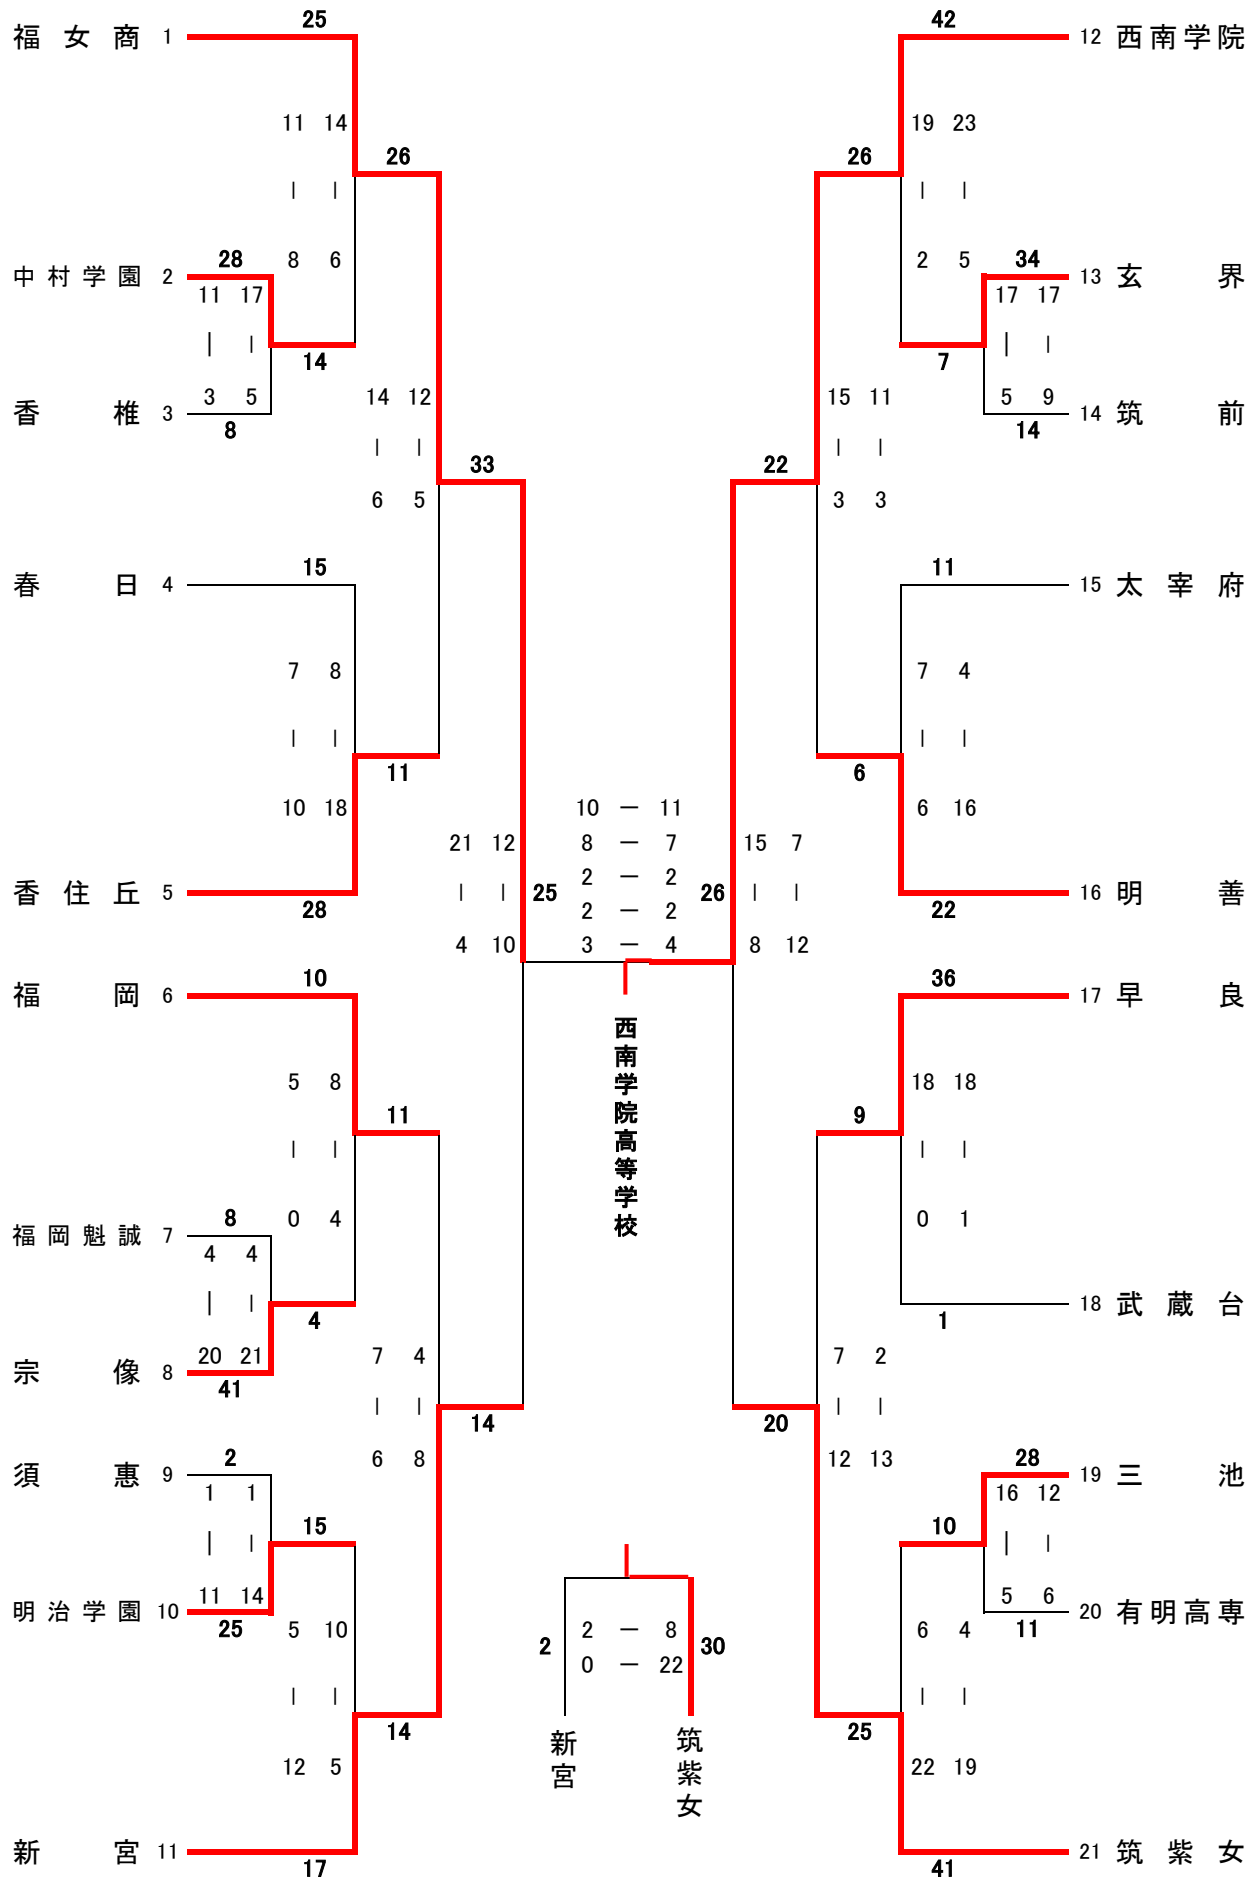 25 42
福女商 1 12 西南学院
11 14 19 23
26 26
| | | |
28 8 6 2 5 34
中村学園 2 13 玄界
11 17 17 17
| | | |
14 7
3 5 14 12 15 11 5 9
香椎 3 14 筑前
8 14
| | | |
33 22
6 5 3 3
15 11
春日 4 15 太宰府
7 8 7 4
| | | |
11 6
10 18 10 － 11 6 16
21 12 8 － 7 15 7
2 － 2
香住丘 5 | | 25 26 | | 16 明善
28 2 － 2 22
4 10 3 － 4 8 12
10 36
福岡 6 17 早良
西南学院高等学校
5 8 18 18
11 9
| | | |
8 0 4 0 1
福岡魁誠 7
4 4
| |
18 武蔵台
4 1
20 21 7 4 7 2
宗像 8
41
| | | |
14 20
2 6 8 12 13 28
須惠 9 19 三池
1 1 16 12
15 10
| | | |
11 14 5 6
明治学園 10 20 有明高専
25 5 10 2 － 8 6 4 11
2 30
0 － 22
| | | |
14 25
新宮 筑紫女
12 5 22 19
新宮 11 21 筑紫女
17 41